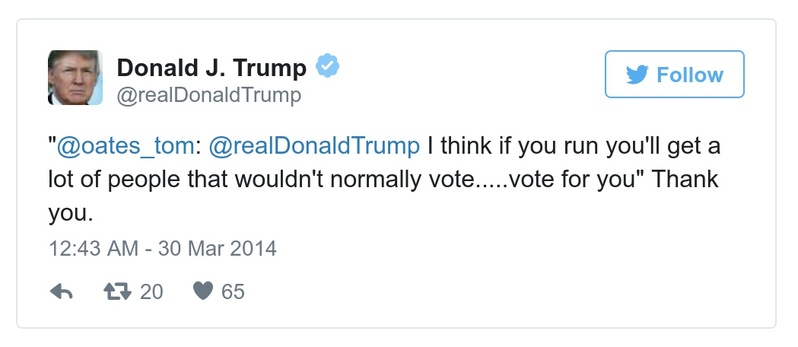 Donald J. Trump
@realDonaldTrump
Follow
"@oates_tom: @realDonaldTrump I think if you run you'll get a
lot of people that wouldn't normally vote.....vote for you" Thank
you.
12:43 AM - 30 Mar 2014
20 65